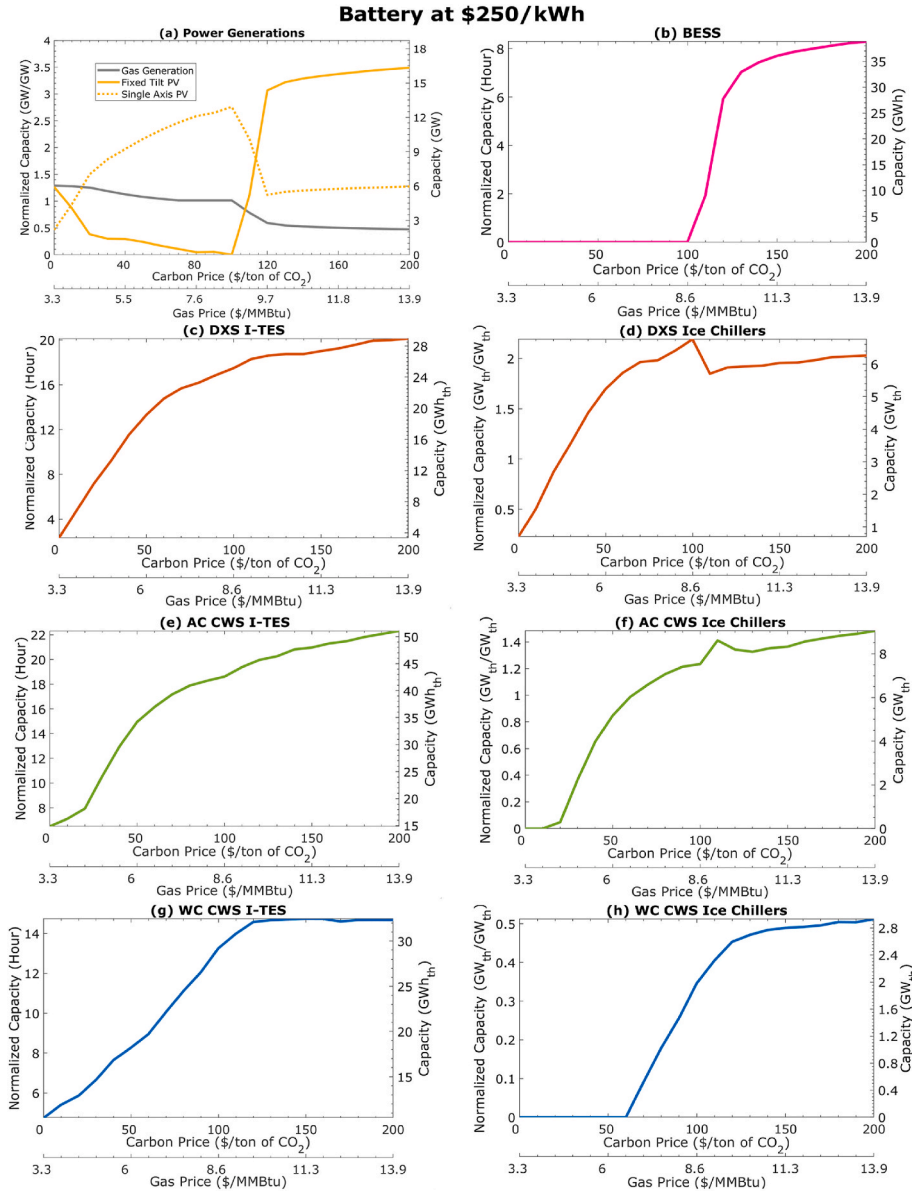 Battery at $250/kWh
(a) Power Generations
Normalized Capacity (GW/GW)
4
3.5
3
2.5
2
1.5
1
0.5
0
Gas Generation
Fixed Tilt PV
Single Axis PV
18
15
12
9
6
3
0
Capacity (GW)
0 40 80 120 160 200
Carbon Price ($/ton of CO2)
3.3 5.5 7.6 9.7 11.8 13.9
Gas Price ($/MMBtu)
(b) BESS
Normalized Capacity (Hour)
8
6
4
2
0
35
30
25
20
15
10
5
0
Capacity (GWh)
0 50 100 150 200
Carbon Price ($/ton of CO2)
3.3 6 8.6 11.3 13.9
Gas Price ($/MMBtu)
(c) DXS I-TES
Normalized Capacity (Hour)
20
16
12
8
4
29
26
24
21
19
16
14
11
9
6
4
Capacity (GWhth)
0 50 100 150 200
Carbon Price ($/ton of CO2)
3.3 6 8.6 11.3 13.9
Gas Price ($/MMBtu)
(d) DXS Ice Chillers
Normalized Capacity (GWth/GWth)
2
1.5
1
0.5
6
5
4
3
2
1
Capacity (GWth)
0 50 100 150 200
Carbon Price ($/ton of CO2)
3.3 6 8.6 11.3 13.9
Gas Price ($/MMBtu)
(e) AC CWS I-TES
Normalized Capacity (Hour)
22
20
18
16
14
12
10
8
50
45
40
35
30
25
20
15
Capacity (GWhth)
0 50 100 150 200
Carbon Price ($/ton of CO2)
3.3 6 8.6 11.3 13.9
Gas Price ($/MMBtu)
(f) AC CWS Ice Chillers
Normalized Capacity (GWth/GWth)
1.4
1.2
1
0.8
0.6
0.4
0.2
0
8
6
4
2
0
Capacity (GWth)
0 50 100 150 200
Carbon Price ($/ton of CO2)
3.3 6 8.6 11.3 13.9
Gas Price ($/MMBtu)
(g) WC CWS I-TES
Normalized Capacity (Hour)
14
12
10
8
6
30
25
20
15
Capacity (GWhth)
0 50 100 150 200
Carbon Price ($/ton of CO2)
3.3 6 8.6 11.3 13.9
Gas Price ($/MMBtu)
(h) WC CWS Ice Chillers
Normalized Capacity (GWth/GWth)
0.5
0.4
0.3
0.2
0.1
0
2.8
2.4
2
1.6
1.2
0.8
0.4
0
Capacity (GWth)
0 50 100 150 200
Carbon Price ($/ton of CO2)
3.3 6 8.6 11.3 13.9
Gas Price ($/MMBtu)